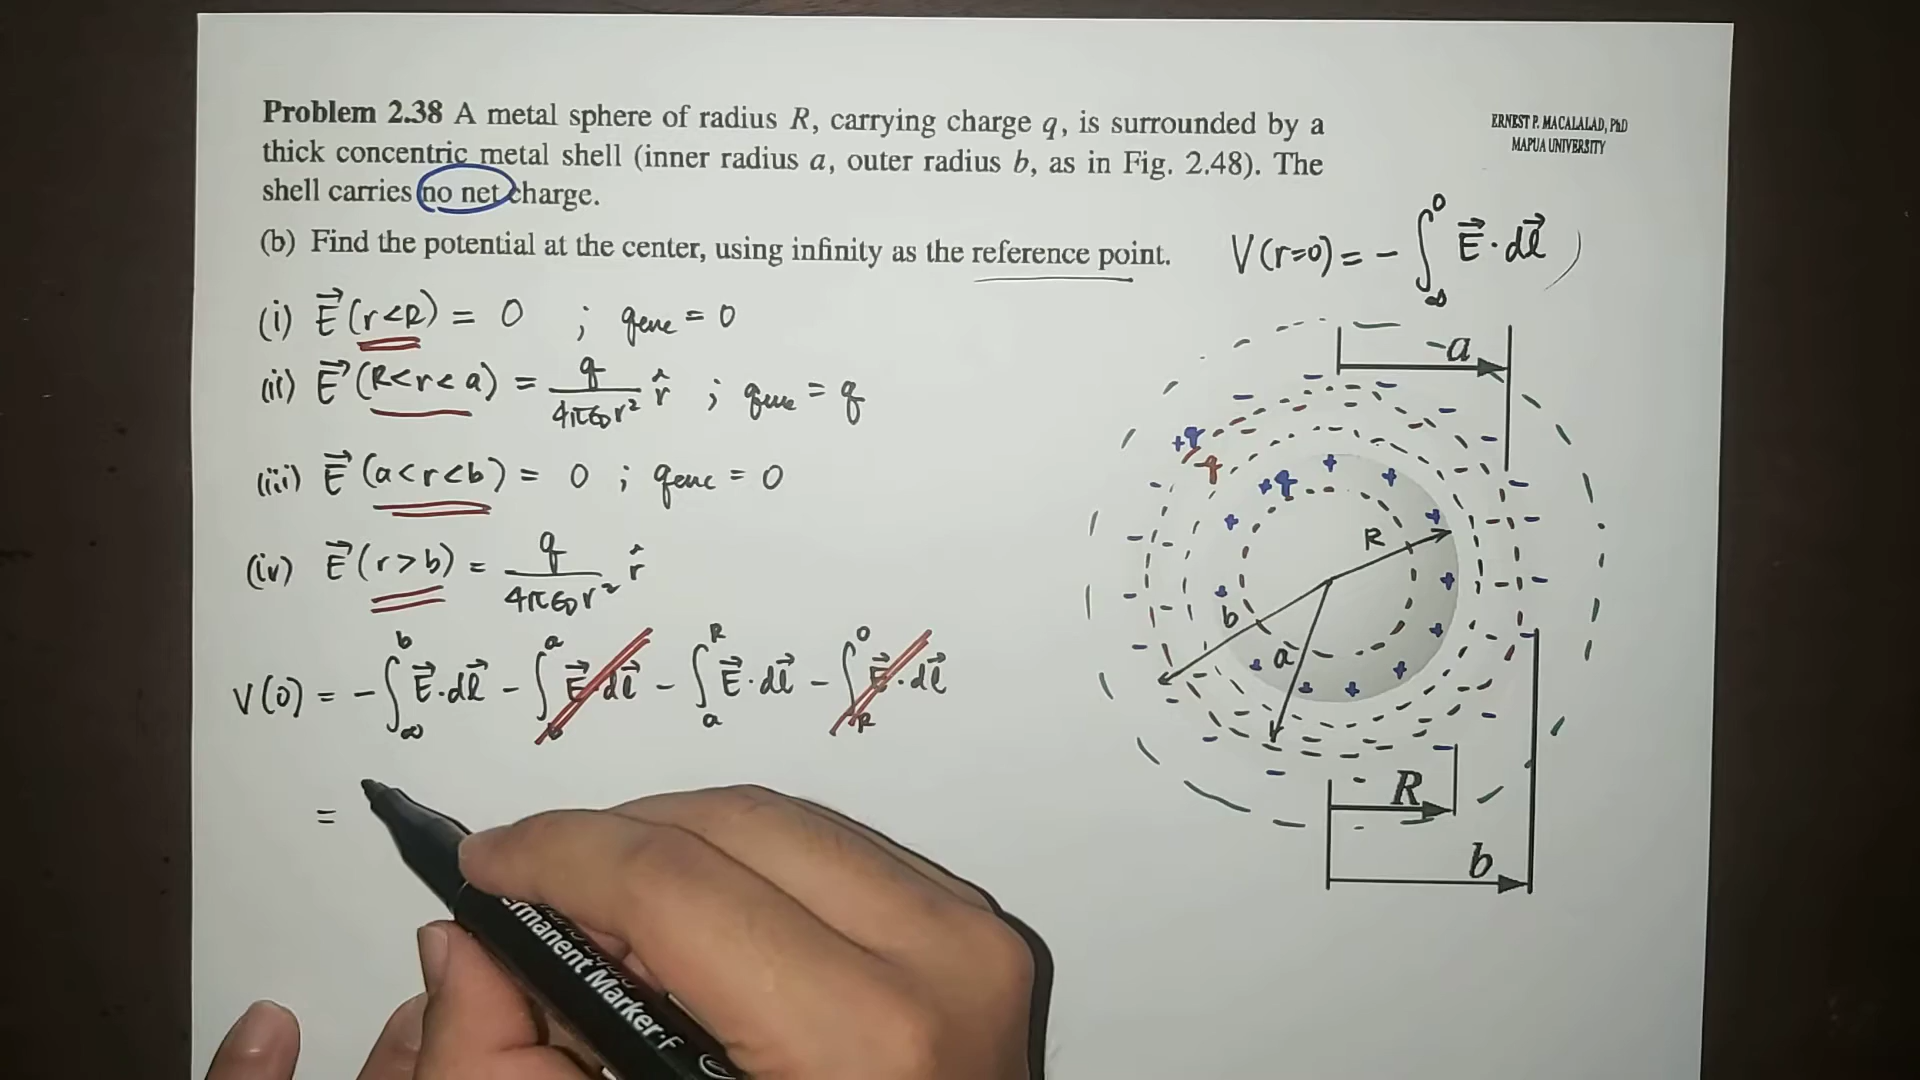 Problem 2.38 A metal sphere of radius R, carrying charge q, is surrounded by a
thick concentric metal shell (inner radius a, outer radius b, as in Fig. 2.48). The
shell carries no net charge.
ERNEST P. MACALALAD, PhD
MAPUA UNIVERSITY
(b) Find the potential at the center, using infinity as the reference point.
V(r=0) = - ∫_∞^0 E⃗ · dl⃗
(i) E⃗ (r<R) = 0 ; qenc = 0
(ii) E⃗ (R<r<a) = q/4πε₀r² r̂ ; qenc = q
(iii) E⃗ (a<r<b) = 0 ; qenc = 0
(iv) E⃗ (r>b) = q/4πε₀r² r̂
V(0) = - ∫_∞^b E⃗ · dl⃗ - ∫_b^a E⃗ · dl⃗ - ∫_a^R E⃗ · dl⃗ - ∫_R^0 E⃗ · dl⃗
=
a
+q
-q
+q
R
b
a
R
b
ermanent Marker-F